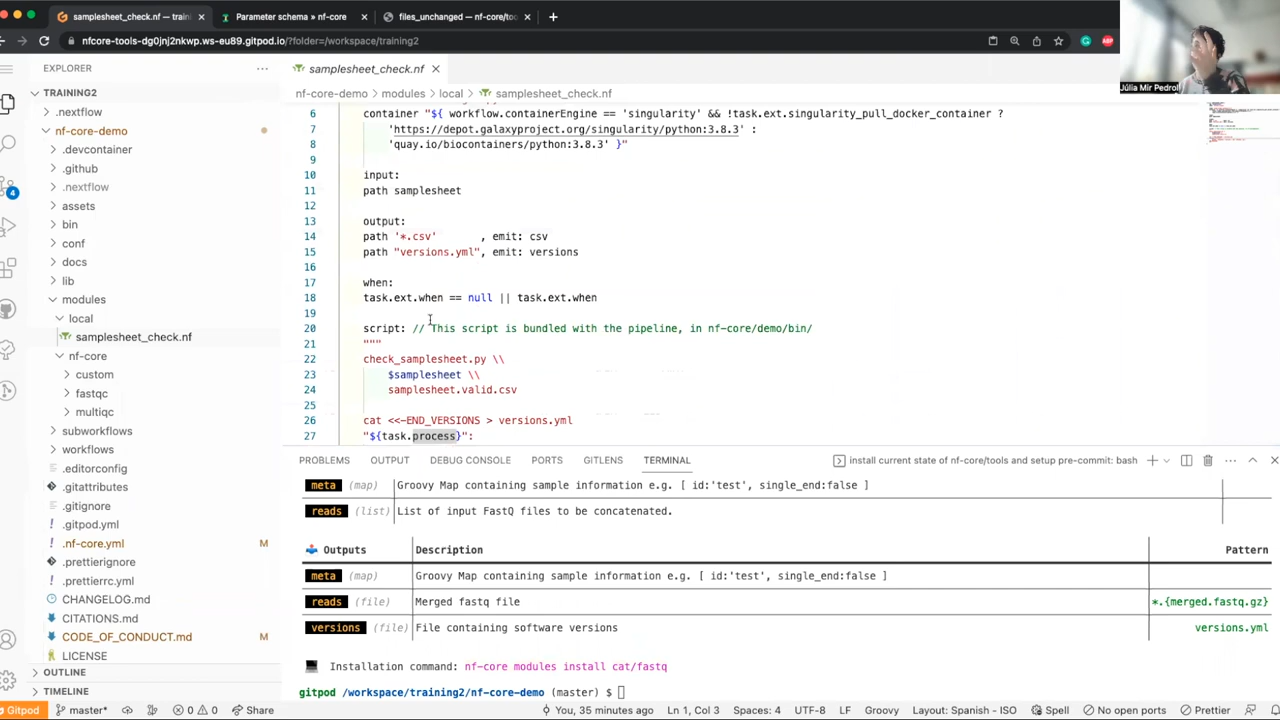 samplesheet_check.nf — traini
Parameter schema » nf-core
files_unchanged — nf-core/to
nfcore-tools-dg0jnj2nkwp.ws-eu89.gitpod.io/?folder=/workspace/training2
EXPLORER
TRAINING2
.nextflow
nf-core-demo
.devcontainer
.github
.nextflow
assets
bin
conf
docs
lib
modules
local
samplesheet_check.nf
nf-core
custom
fastqc
multiqc
subworkflows
workflows
.editorconfig
.gitattributes
.gitignore
.gitpod.yml
.nf-core.yml M
.prettierignore
.prettierrc.yml
CHANGELOG.md
CITATIONS.md
CODE_OF_CONDUCT.md M
LICENSE
OUTLINE
TIMELINE
4
samplesheet_check.nf
nf-core-demo > modules > local > samplesheet_check.nf
6 container "${ workflow. Engine == 'singularity' && !task.ext.singularity_pull_docker_container ?
7 'https://depot.galaxyproject.org/singularity/python:3.8.3' :
8 'quay.io/biocontainers/python:3.8.3' }"
9
10 input:
11 path samplesheet
12
13 output:
14 path '*.csv' , emit: csv
15 path "versions.yml", emit: versions
16
17 when:
18 task.ext.when == null || task.ext.when
19
20 script: // This script is bundled with the pipeline, in nf-core/demo/bin/
21 """
22 check_samplesheet.py \\
23 $samplesheet \\
24 samplesheet.valid.csv
25
26 cat <<-END_VERSIONS > versions.yml
27 "${task.process}":
Júlia Mir Pedrol
PROBLEMS OUTPUT DEBUG CONSOLE PORTS GITLENS TERMINAL
install current state of nf-core/tools and setup pre-commit: bash
meta (map) Groovy Map containing sample information e.g. [ id:'test', single_end:false ]
reads (list) List of input FastQ files to be concatenated.
Outputs Description Pattern
meta (map) Groovy Map containing sample information e.g. [ id:'test', single_end:false ]
reads (file) Merged fastq file *.{merged.fastq.gz}
versions (file) File containing software versions versions.yml
Installation command: nf-core modules install cat/fastq
gitpod /workspace/training2/nf-core-demo (master) $
Gitpod master* 0 0 Share You, 35 minutes ago Ln 1, Col 3 Spaces: 4 UTF-8 LF Groovy Layout: Spanish - ISO Spell No open ports Prettier